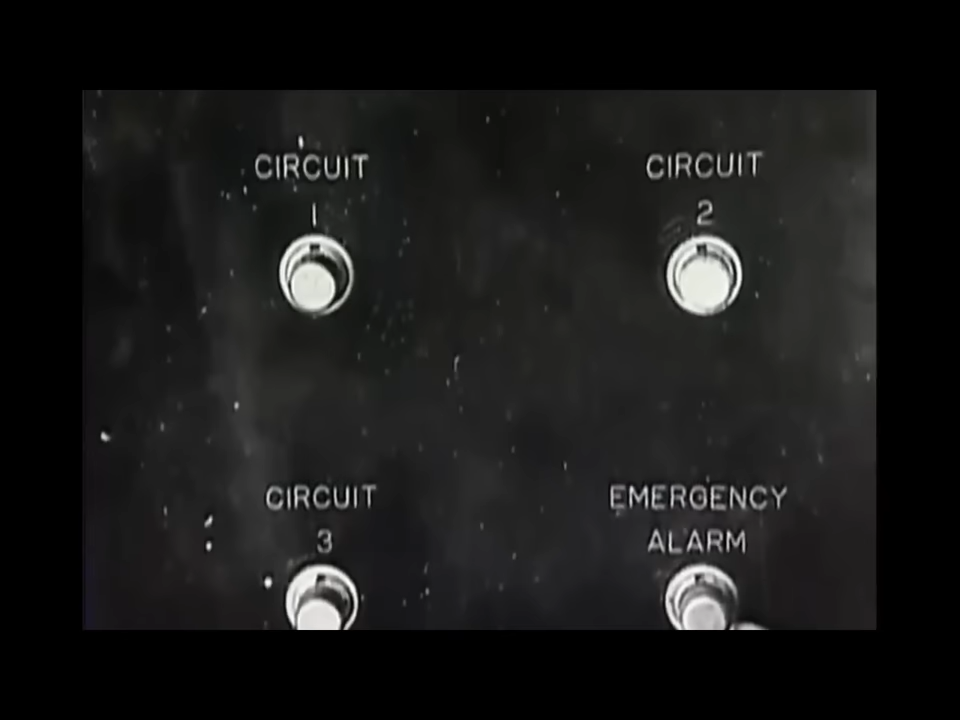 CIRCUIT
1
CIRCUIT
2
CIRCUIT
3
EMERGENCY
ALARM